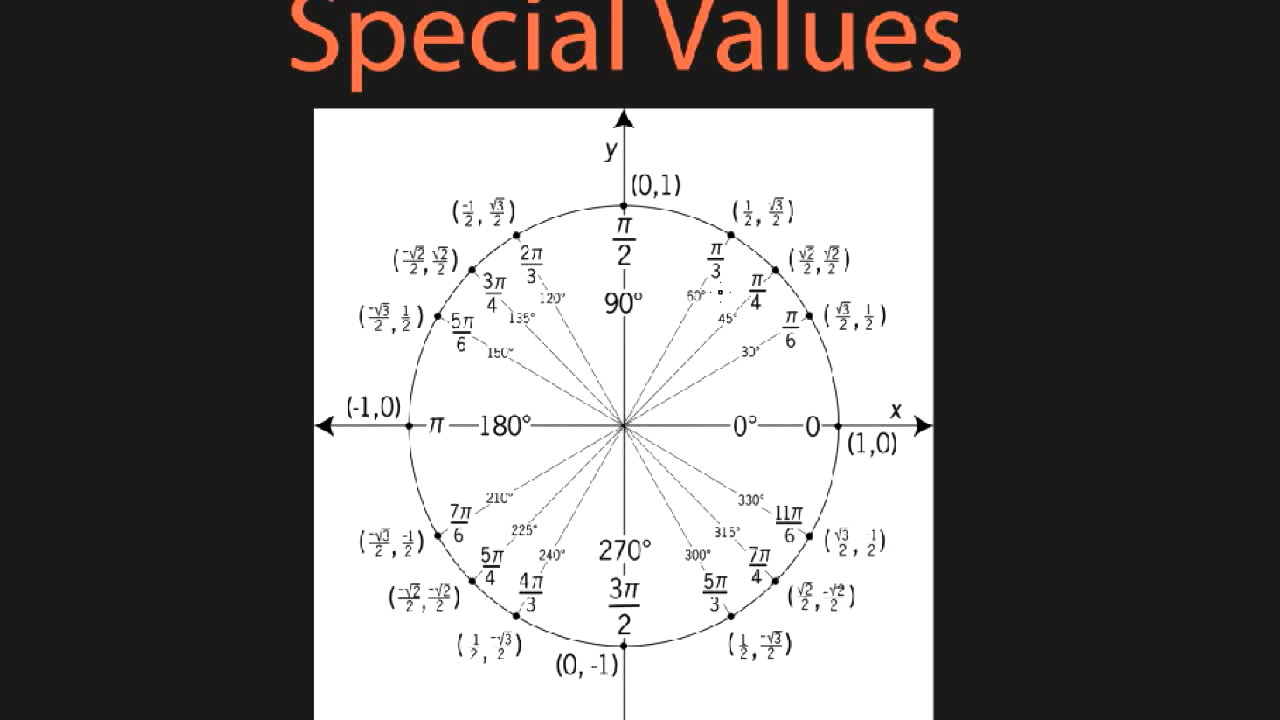 Special Values
y
(0,1)
(-1/2, √3/2)
(1/2, √3/2)
π/2
(-√2/2, √2/2)
2π/3
π/3
(√2/2, √2/2)
3π/4
π/4
120°
90°
60°
(-√3/2, 1/2)
5π/6
135°
45°
π/6
(√3/2, 1/2)
150°
30°
(-1,0)
x
π
180°
0°
0
(1,0)
210°
330°
7π/6
11π/6
(-√3/2, -1/2)
225°
315°
(√3/2, -1/2)
5π/4
240°
270°
300°
7π/4
(-√2/2, -√2/2)
4π/3
3π/2
5π/3
(√2/2, -√2/2)
(1/2, -√3/2)
(0, -1)
(1/2, -√3/2)